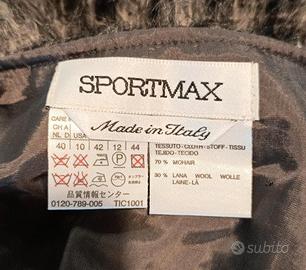 SPORTMAX
Made in Italy
CARE
CH A
NL D USA
40 10 42 12 44
品質情報センター
0120-789-005 TIC1001
TESSUTO-CLOTH-STOFF-TISSU
TEJIDO-TECIDO
70 % MOHAIR
30 % LANA WOOL WOLLE
LAINE-LÃ
subito